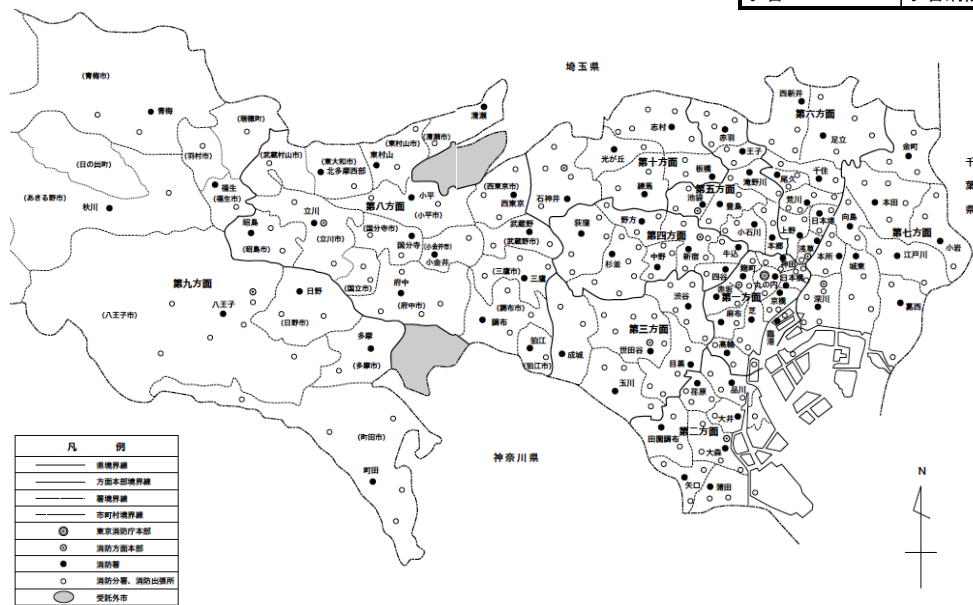 埼玉県
西新井
第六方面
(青梅市)
青梅
清瀬
(瑞穂町)
(清瀬市)
志村
赤羽
足立
(東村山市)
金町
王子
(羽村市)
(武蔵村山市)
(東大和市)
東村山
光が丘
第十方面
千葉県
(日の出町)
北多摩西部
板橋
滝野川
尾久
千住
福生
(福生市)
小平
(西東京市)
西東京
石神井
練馬
第五方面
(あきる野市)
秋川
第八方面
(小平市)
池袋
豊島
荒川
日本堤
向島
本田
立川
昭島
(立川市)
(国分寺市)
武蔵野
荻窪
野方
第四方面
小石川
上野
浅草
第七方面
(昭島市)
国分寺
(小金井市)
小金井
(武蔵野市)
新宿
牛込
本郷
神田
本所
城東
江戸川
小岩
杉並
中野
四谷
麹町
丸の内
日本橋
第九方面
(国立市)
(三鷹市)
三鷹
赤坂
第一方面
京橋
深川
葛西
八王子
日野
府中
(府中市)
渋谷
麻布
芝
(八王子市)
(日野市)
(調布市)
調布
第三方面
臨港
多摩
(多摩市)
狛江
(狛江市)
成城
世田谷
目黒
高輪
玉川
荏原
品川
大井
(町田市)
神奈川県
田園調布
第二方面
大森
町田
矢口
蒲田
N
凡 例
県境界線
方面本部境界線
署境界線
市町村境界線
東京消防庁本部
消防方面本部
消防署
消防分署、消防出張所
受託外市